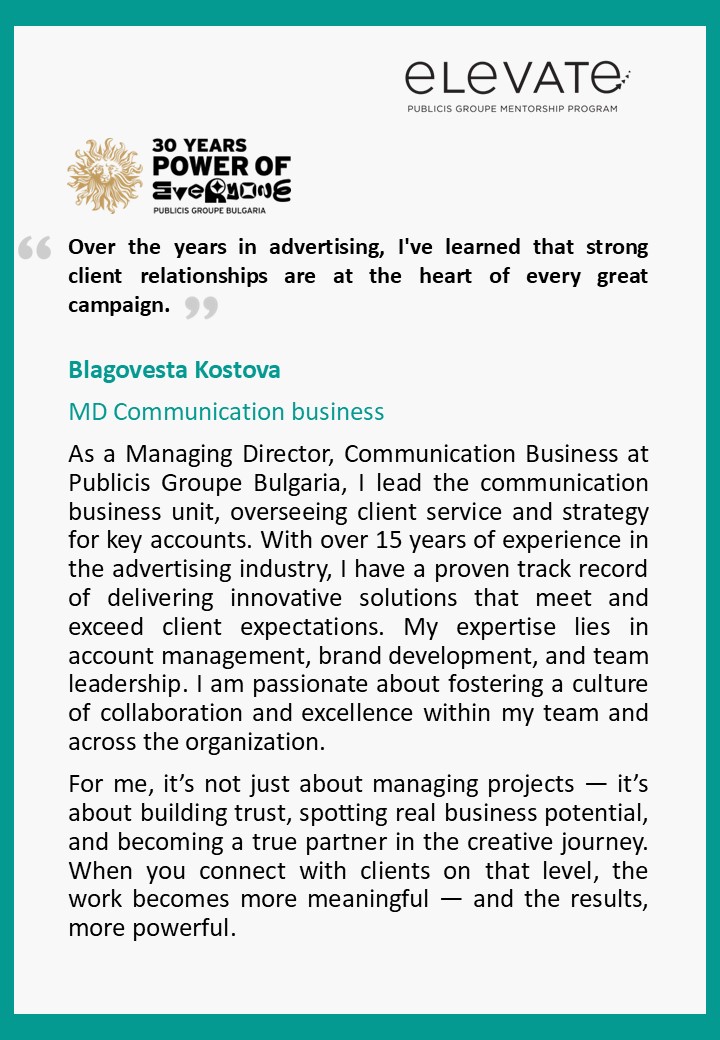 eLeVATe
PUBLICIS GROUPE MENTORSHIP PROGRAM
30 YEARS
POWER OF
EVERYONE
PUBLICIS GROUPE BULGARIA
“ Over the years in advertising, I've learned that strong
client relationships are at the heart of every great
campaign. ”
Blagovesta Kostova
MD Communication business
As a Managing Director, Communication Business at
Publicis Groupe Bulgaria, I lead the communication
business unit, overseeing client service and strategy
for key accounts. With over 15 years of experience in
the advertising industry, I have a proven track record
of delivering innovative solutions that meet and
exceed client expectations. My expertise lies in
account management, brand development, and team
leadership. I am passionate about fostering a culture
of collaboration and excellence within my team and
across the organization.
For me, it’s not just about managing projects — it’s
about building trust, spotting real business potential,
and becoming a true partner in the creative journey.
When you connect with clients on that level, the
work becomes more meaningful — and the results,
more powerful.